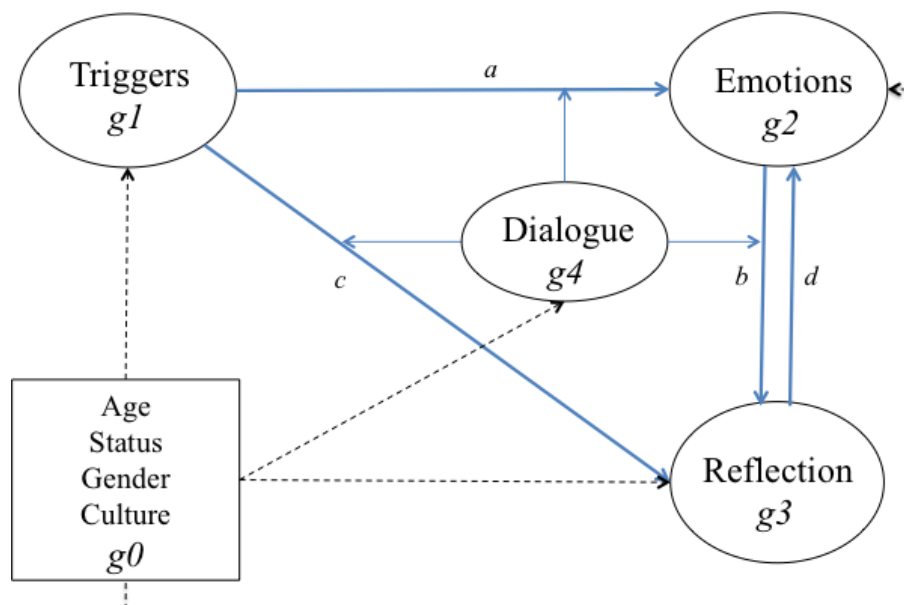 Triggers
g1
a
Emotions
g2
Dialogue
g4
c
b
d
Age
Status
Gender
Culture
g0
Reflection
g3